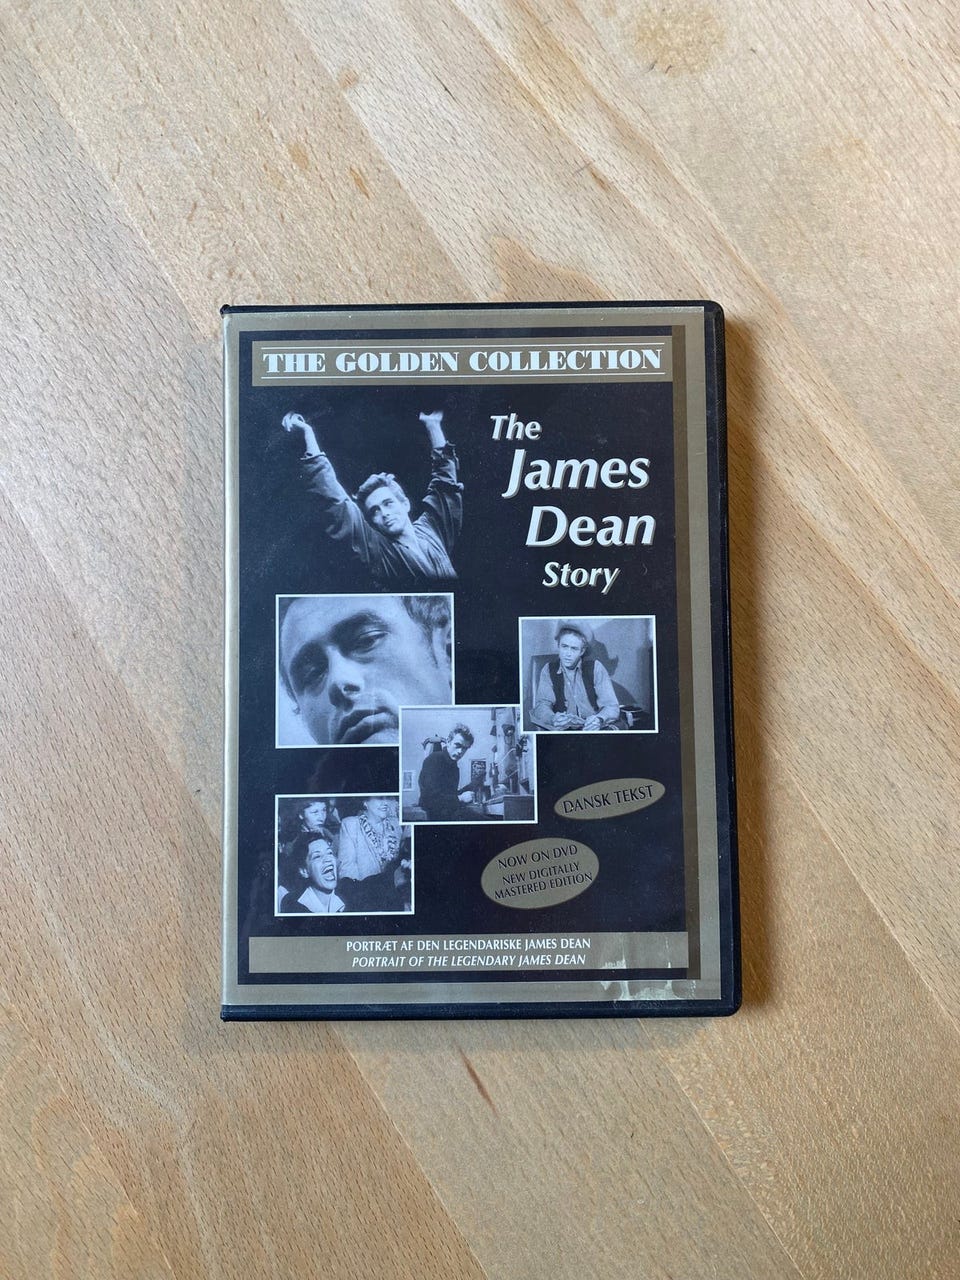 THE GOLDEN COLLECTION
The
James
Dean
Story
DANSK TEKST
NOW ON DVD
NEW DIGITALLY
MASTERED EDITION
PORTRÆT AF DEN LEGENDARISKE JAMES DEAN
PORTRAIT OF THE LEGENDARY JAMES DEAN